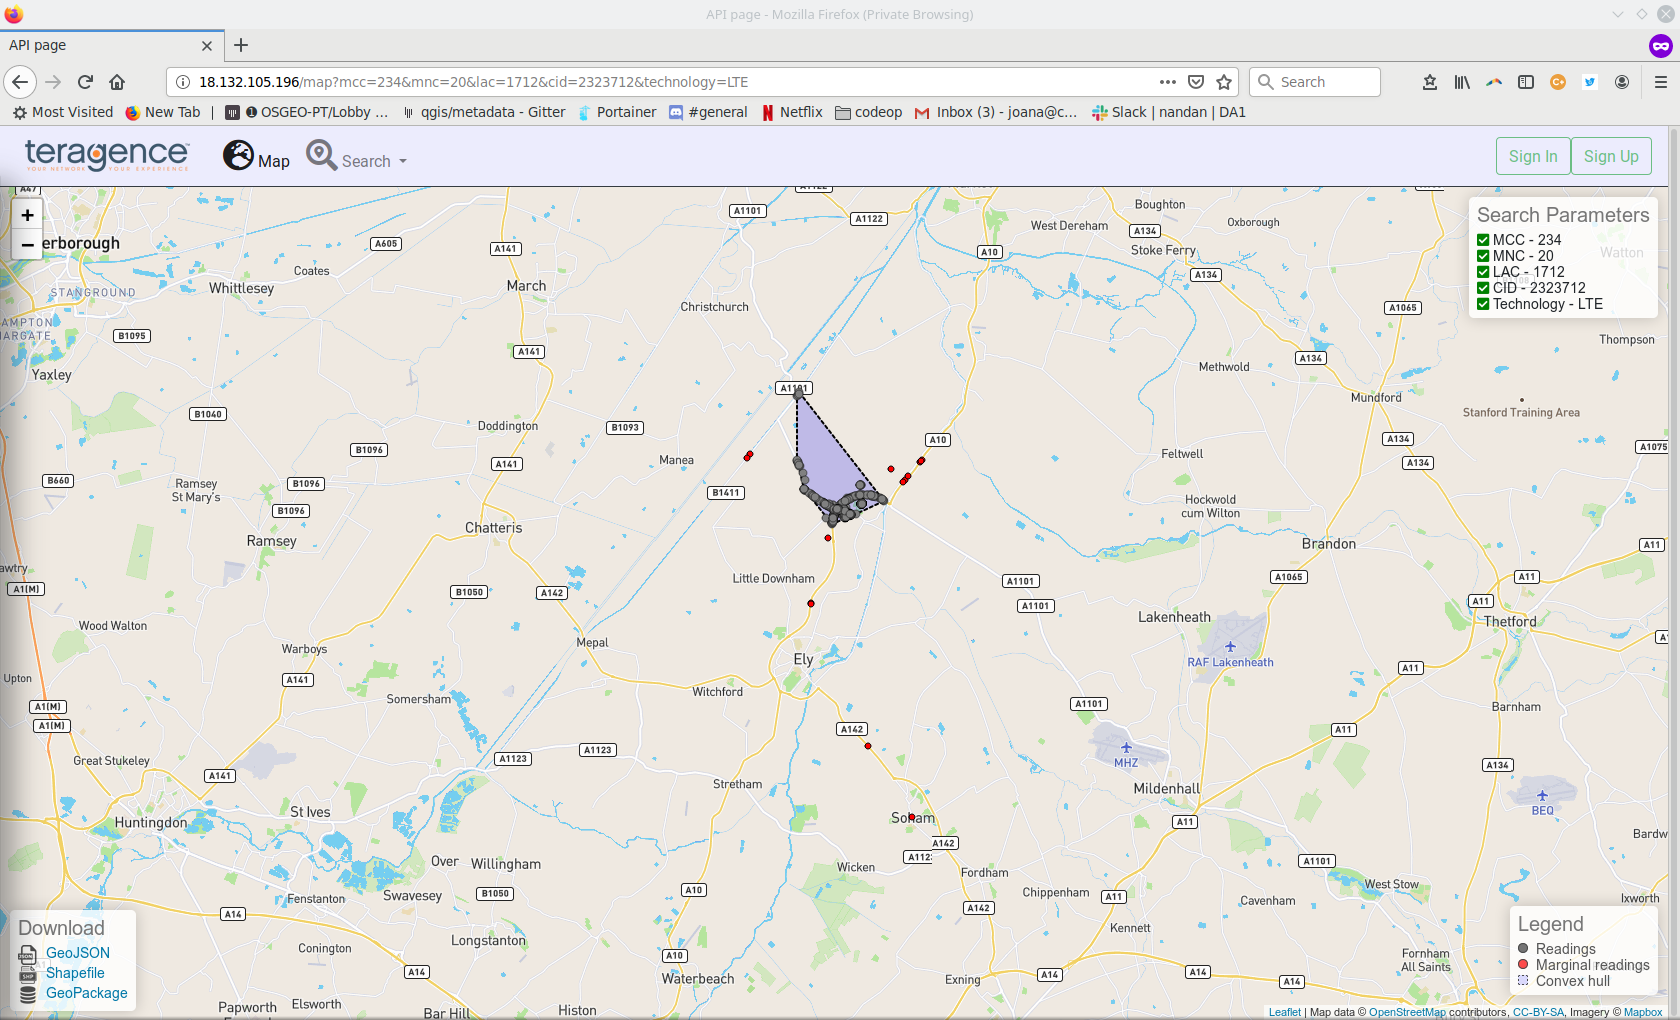 API page - Mozilla Firefox (Private Browsing)
API page
18.132.105.196/map?mcc=234&mnc=20&lac=1712&cid=2323712&technology=LTE
Search
Most Visited
New Tab
OSGEO-PT/Lobby ...
qgis/metadata - Gitter
Portainer
#general
Netflix
codeop
Inbox (3) - joana@c...
Slack | nandan | DA1
teragence
YOUR NETWORK YOUR EXPERIENCE
Map
Search
Sign In
Sign Up
+
−
Search Parameters
MCC - 234
MNC - 20
LAC - 1712
CID - 2323712
Technology - LTE
A47
A1122
A1101
A1122
Boughton
West Dereham
A134
Oxborough
erborough
A605
A141
A10
Stoke Ferry
Watton
Coates
A134
STANGROUND
Whittlesey
March
Christchurch
A1065
AMPTON
ARGATE
B1095
A141
A134
Thompson
Yaxley
Methwold
A1101
Mundford
B1040
Doddington
B1093
Stanford Training Area
A10
A134
A1075
B1096
Manea
Feltwell
A141
A134
B660
Ramsey
St Mary's
B1096
B1411
Hockwold
cum Wilton
B1096
Chatteris
Ramsey
Brandon
A11
awtry
Little Downham
A1101
A1065
A11
A1(M)
B1050
A142
A1101
A11
Lakenheath
Thetford
Wood Walton
Mepal
Warboys
Ely
RAF Lakenheath
A11
Upton
A141
Witchford
Somersham
A1101
Barnham
A1(M)
A1(M)
A142
A11
A1123
A1123
MHZ
Great Stukeley
A134
A141
Stretham
Mildenhall
St Ives
BEQ
Huntingdon
Soham
A11
Bardw
A142
A112
Over
Willingham
Wicken
Fordham
A1101
Swavesey
B1050
A10
Chippenham
A11
West Stow
Fenstanton
Cavenham
Ixworth
A14
A142
Longstanton
Kennett
Conington
A10
Fornham
All Saints
A14
Waterbeach
Exning
A14
A14
A14
Papworth
Elsworth
Bar Hill
Histon
Download
GeoJSON
Shapefile
GeoPackage
Legend
Readings
Marginal readings
Convex hull
Leaflet | Map data © OpenStreetMap contributors, CC-BY-SA, Imagery © Mapbox